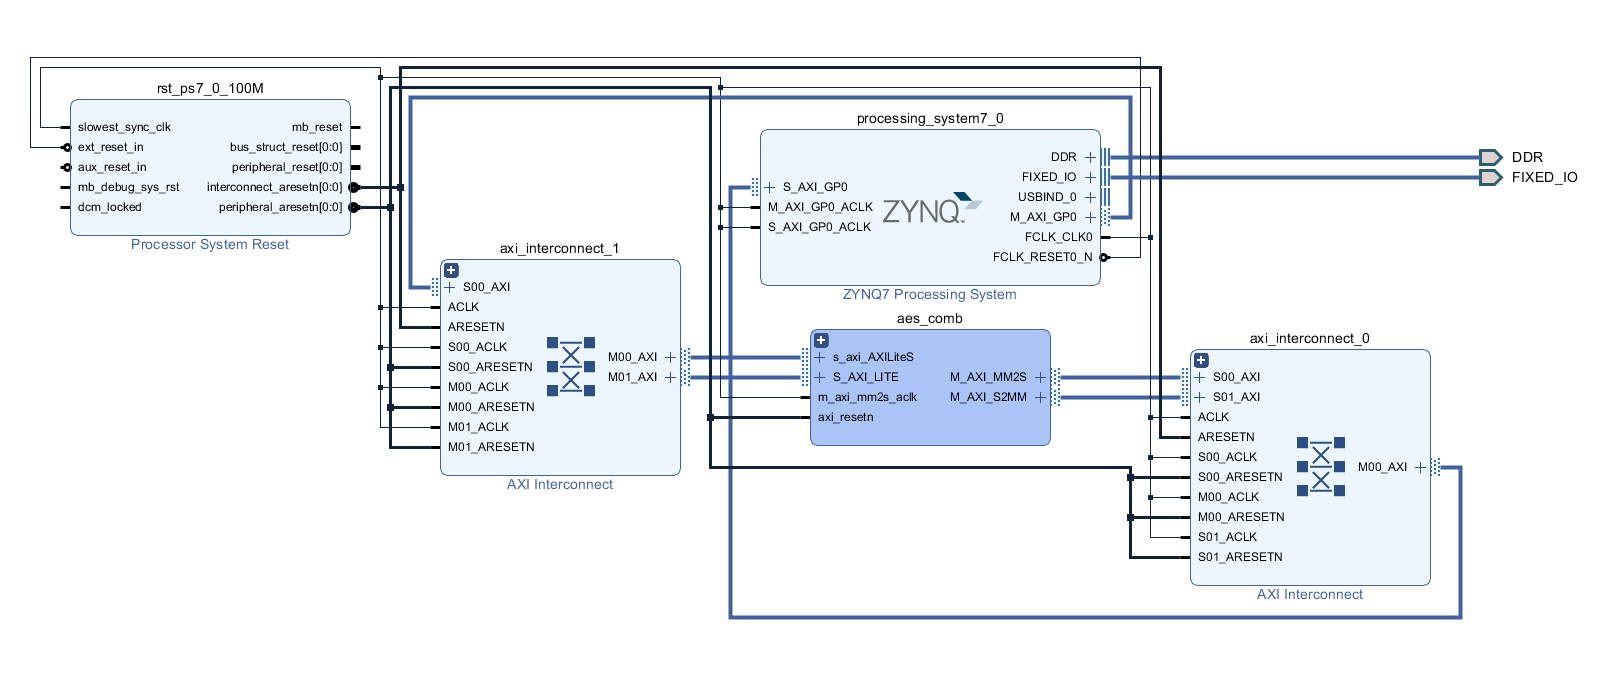 rst_ps7_0_100M
slowest_sync_clk
ext_reset_in
aux_reset_in
mb_debug_sys_rst
dcm_locked
mb_reset
bus_struct_reset[0:0]
peripheral_reset[0:0]
interconnect_aresetn[0:0]
peripheral_aresetn[0:0]
Processor System Reset
axi_interconnect_1
S00_AXI
ACLK
ARESETN
S00_ACLK
S00_ARESETN
M00_ACLK
M00_ARESETN
M01_ACLK
M01_ARESETN
M00_AXI
M01_AXI
AXI Interconnect
processing_system7_0
S_AXI_GP0
M_AXI_GP0_ACLK
S_AXI_GP0_ACLK
ZYNQ
DDR
FIXED_IO
USBIND_0
M_AXI_GP0
FCLK_CLK0
FCLK_RESET0_N
ZYNQ7 Processing System
DDR
FIXED_IO
aes_comb
s_axi_AXILiteS
S_AXI_LITE
m_axi_mm2s_aclk
axi_resetn
M_AXI_MM2S
M_AXI_S2MM
axi_interconnect_0
S00_AXI
S01_AXI
ACLK
ARESETN
S00_ACLK
S00_ARESETN
M00_ACLK
M00_ARESETN
S01_ACLK
S01_ARESETN
M00_AXI
AXI Interconnect